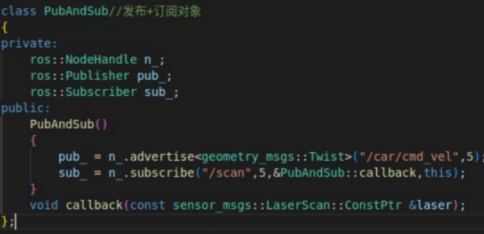 class PubAndSub//发布+订阅对象
{
private:
    ros::NodeHandle n_;
    ros::Publisher pub_;
    ros::Subscriber sub_;
public:
    PubAndSub()
    {
        pub_ = n_.advertise<geometry_msgs::Twist>("/car/cmd_vel",5);
        sub_ = n_.subscribe("/scan",5,&PubAndSub::callback,this);
    }
    void callback(const sensor_msgs::LaserScan::ConstPtr &laser);
};